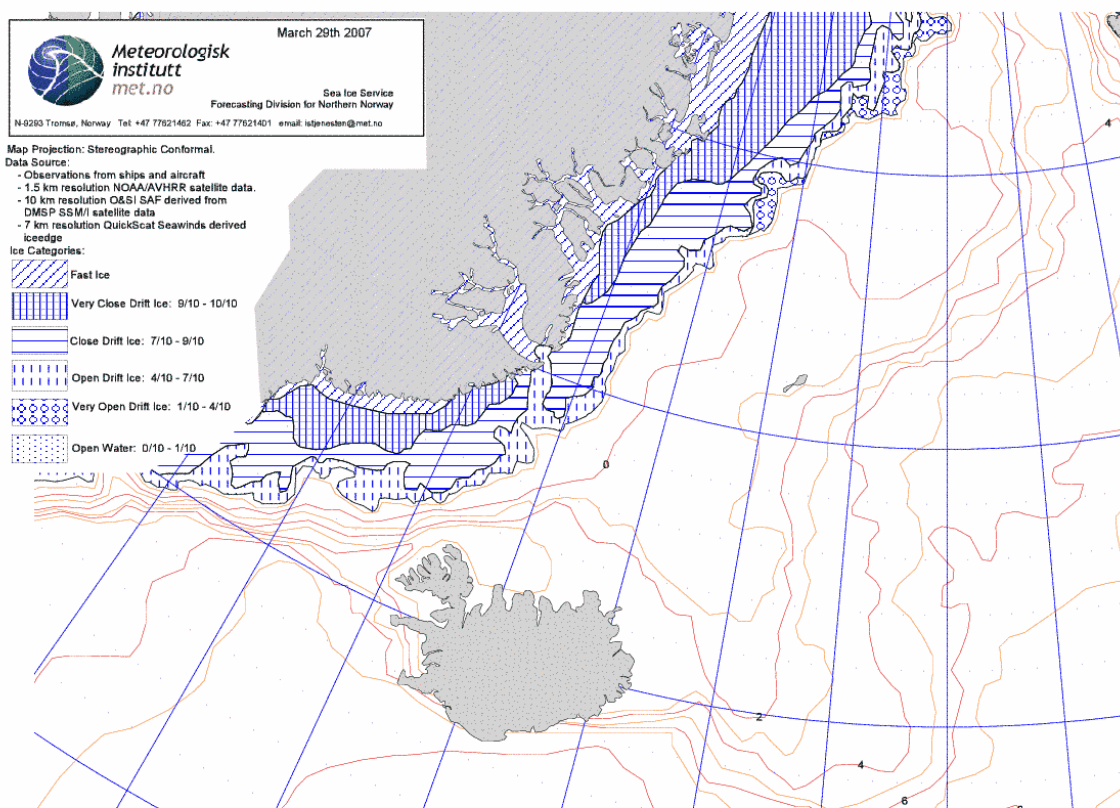 March 29th 2007
Meteorologisk
institutt
met.no
Sea Ice Service
Forecasting Division for Northern Norway
N-9293 Tromsø, Norway Tel: +47 77621462 Fax: +47 77621401 email: istjenesten@met.no
Map Projection: Stereographic Conformal.
Data Source:
- Observations from ships and aircraft
- 1.5 km resolution NOAA/AVHRR satellite data.
- 10 km resolution O&SI SAF derived from
DMSP SSM/I satellite data
- 7 km resolution QuickScat Seawinds derived
iceedge
Ice Categories:
Fast Ice
Very Close Drift Ice: 9/10 - 10/10
Close Drift Ice: 7/10 - 9/10
Open Drift Ice: 4/10 - 7/10
Very Open Drift Ice: 1/10 - 4/10
Open Water: 0/10 - 1/10
4
0
2
4
6